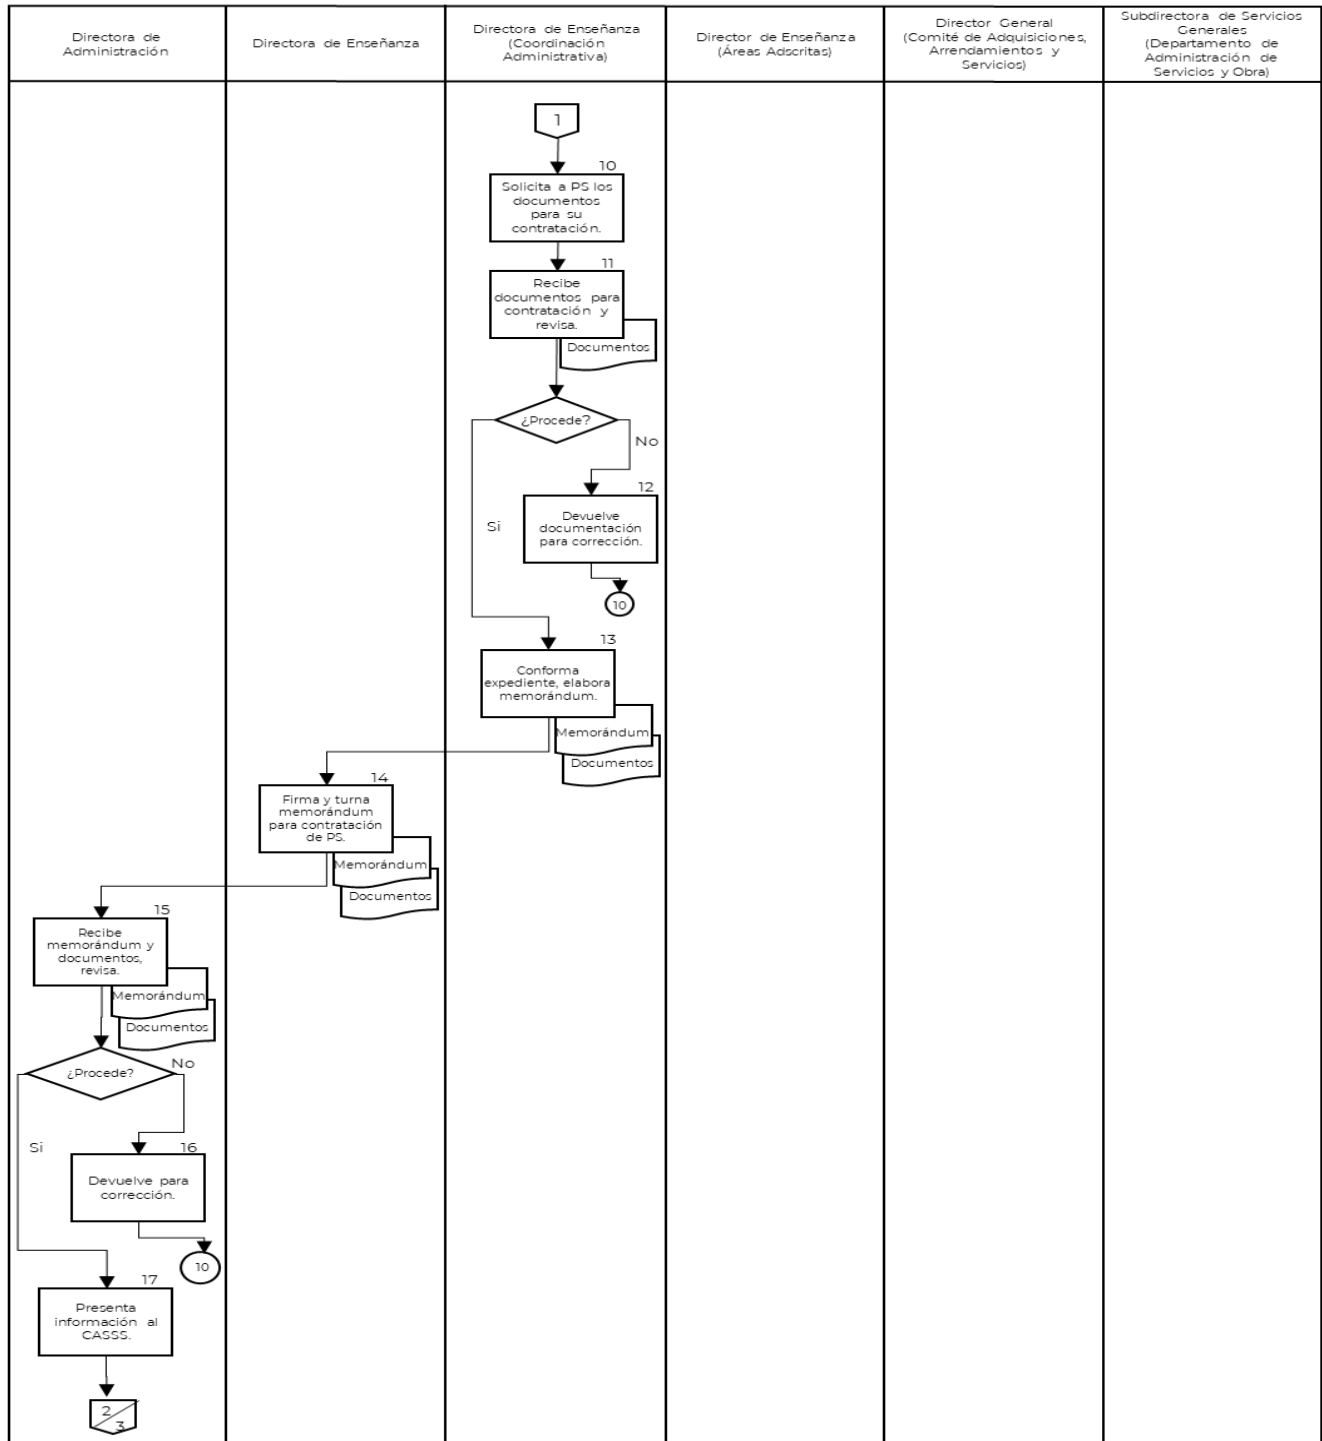 Directora de
Administración
Directora de Enseñanza
Directora de Enseñanza
(Coordinación
Administrativa)
Director de Enseñanza
(Áreas Adscritas)
Director General
(Comité de Adquisiciones,
Arrendamientos y
Servicios)
Subdirectora de Servicios
Generales
(Departamento de
Administración de
Servicios y Obra)
1
10
Solicita a PS los
documentos
para su
contratación.
11
Recibe
documentos para
contratación y
revisa.
Documentos
¿Procede?
No
Si
12
Devuelve
documentación
para corrección.
10
13
Conforma
expediente, elabora
memorándum.
Memorándum
Documentos
14
Firma y turna
memorándum
para contratación
de PS.
Memorándum
Documentos
15
Recibe
memorándum y
documentos,
revisa.
Memorándum
Documentos
¿Procede?
No
Si
16
Devuelve para
corrección.
10
17
Presenta
información al
CASSS.
2
3